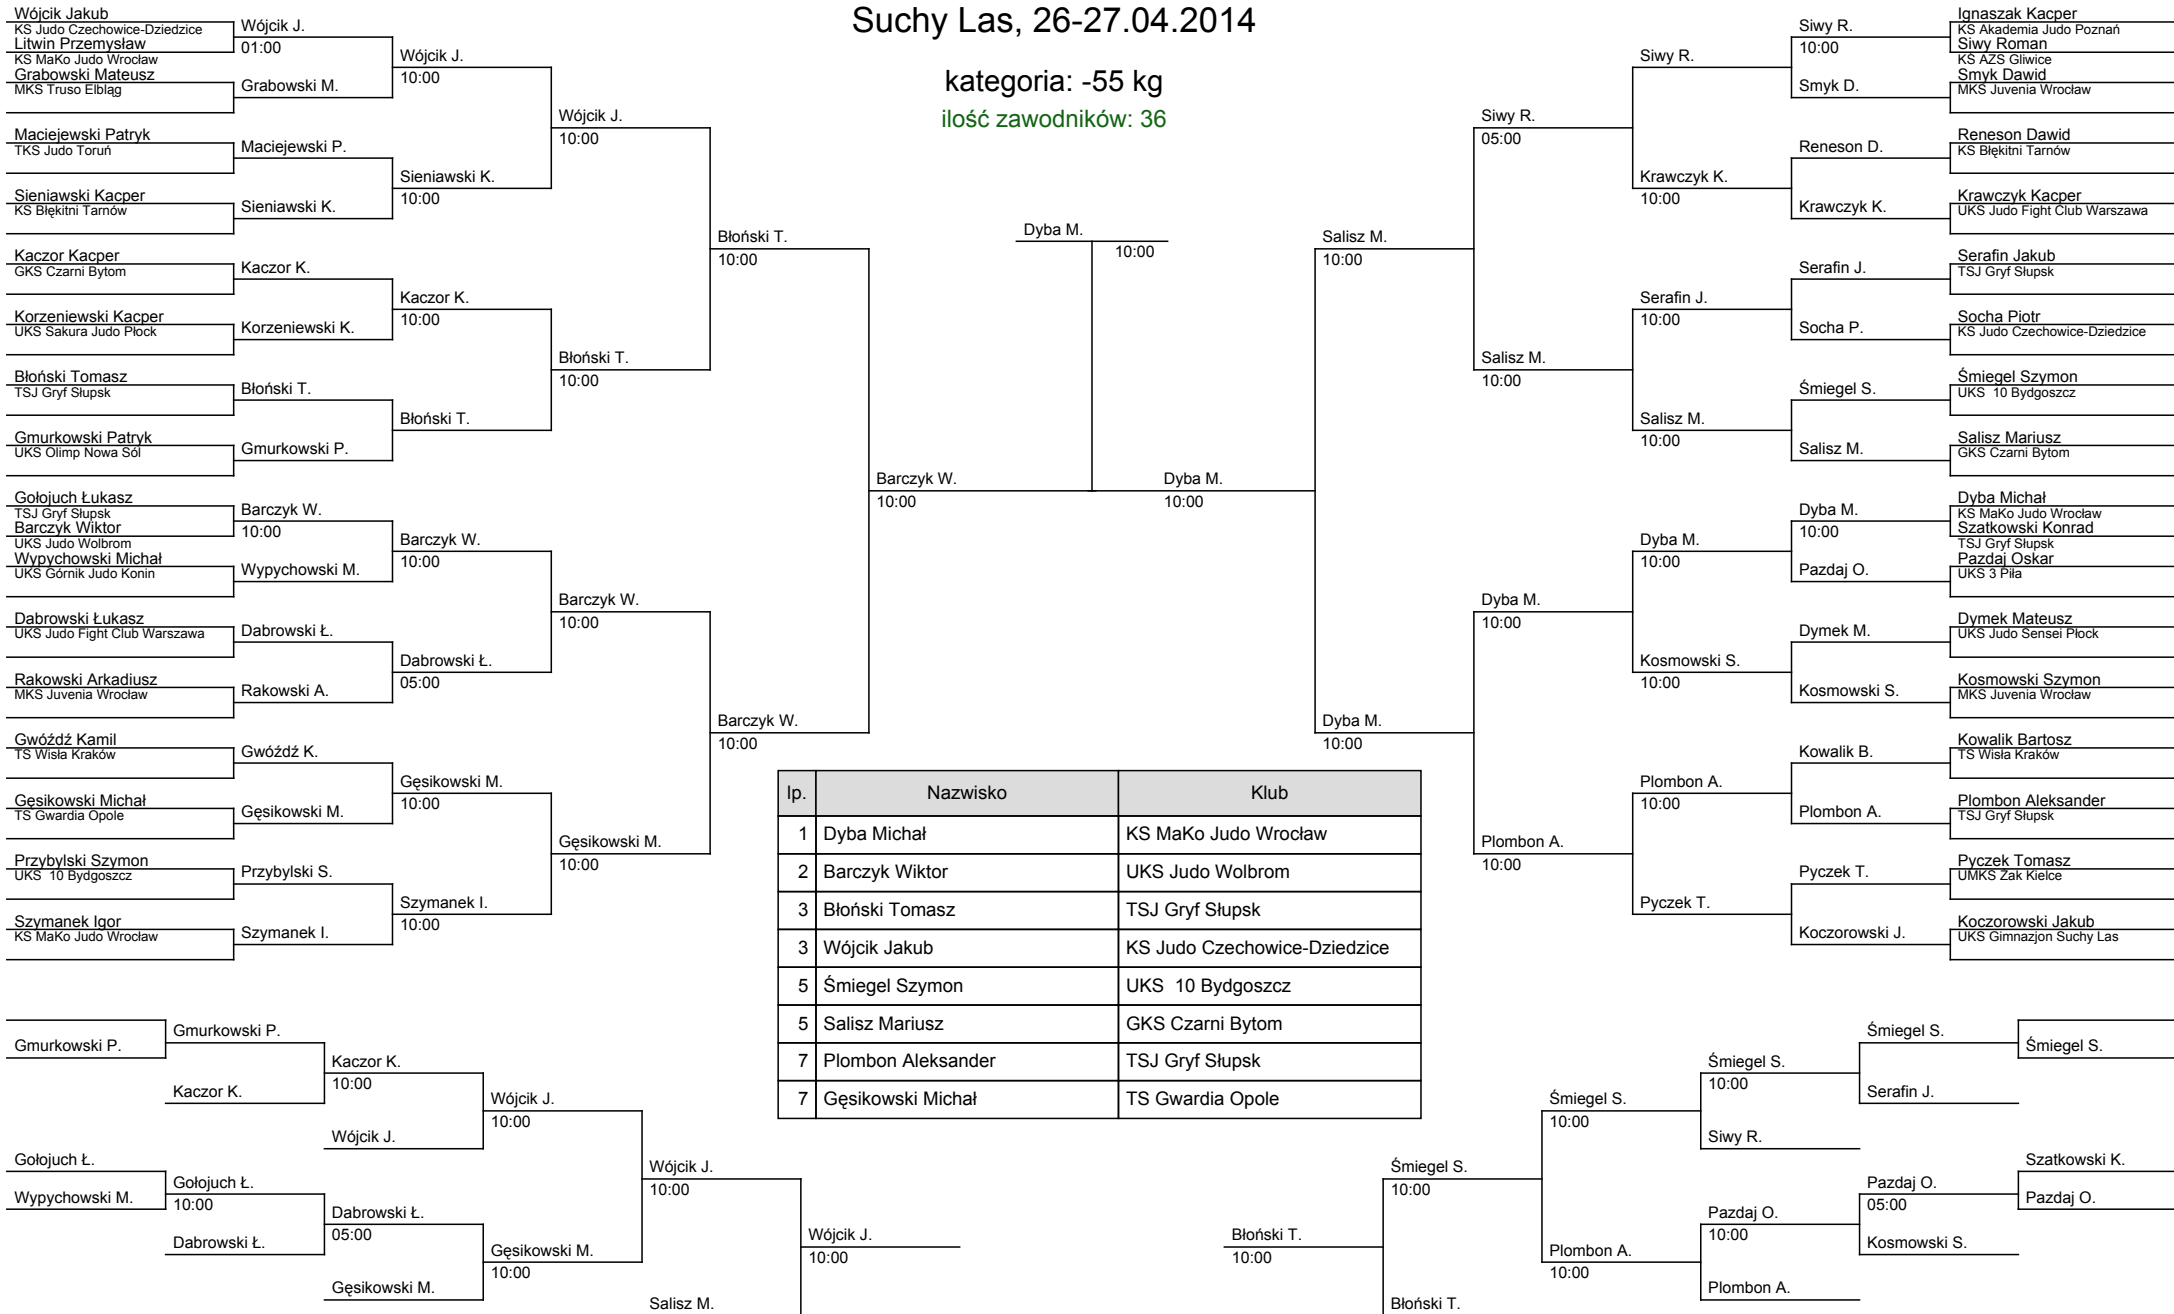 Suchy Las, 26-27.04.2014
kategoria: -55 kg
ilość zawodników: 36
Wójcik Jakub
KS Judo Czechowice-Dziedzice
Litwin Przemysław
KS MaKo Judo Wrocław
Grabowski Mateusz
MKS Truso Elbląg
Maciejewski Patryk
TKS Judo Toruń
Sieniawski Kacper
KS Błękitni Tarnów
Kaczor Kacper
GKS Czarni Bytom
Korzeniewski Kacper
UKS Sakura Judo Płock
Błoński Tomasz
TSJ Gryf Słupsk
Gmurkowski Patryk
UKS Olimp Nowa Sól
Gołojuch Łukasz
TSJ Gryf Słupsk
Barczyk Wiktor
UKS Judo Wolbrom
Wypychowski Michał
UKS Górnik Judo Konin
Dabrowski Łukasz
UKS Judo Fight Club Warszawa
Rakowski Arkadiusz
MKS Juvenia Wrocław
Gwóźdź Kamil
TS Wisła Kraków
Gęsikowski Michał
TS Gwardia Opole
Przybylski Szymon
UKS  10 Bydgoszcz
Szymanek Igor
KS MaKo Judo Wrocław
Wójcik J.
01:00
Grabowski M.
Maciejewski P.
Sieniawski K.
Kaczor K.
Korzeniewski K.
Błoński T.
Gmurkowski P.
Barczyk W.
10:00
Wypychowski M.
Dabrowski Ł.
Rakowski A.
Gwóźdź K.
Gęsikowski M.
Przybylski S.
Szymanek I.
Wójcik J.
10:00
Sieniawski K.
10:00
Kaczor K.
10:00
Błoński T.
Barczyk W.
10:00
Dabrowski Ł.
05:00
Gęsikowski M.
10:00
Szymanek I.
10:00
Wójcik J.
10:00
Błoński T.
10:00
Barczyk W.
10:00
Gęsikowski M.
10:00
Błoński T.
10:00
Barczyk W.
10:00
Barczyk W.
10:00
Dyba M.
10:00
Dyba M.
10:00
Salisz M.
10:00
Dyba M.
10:00
Siwy R.
05:00
Salisz M.
10:00
Dyba M.
10:00
Plombon A.
10:00
Siwy R.
Krawczyk K.
10:00
Serafin J.
10:00
Salisz M.
10:00
Dyba M.
10:00
Kosmowski S.
10:00
Plombon A.
10:00
Pyczek T.
Siwy R.
10:00
Smyk D.
Reneson D.
Krawczyk K.
Serafin J.
Socha P.
Śmiegel S.
Salisz M.
Dyba M.
10:00
Pazdaj O.
Dymek M.
Kosmowski S.
Kowalik B.
Plombon A.
Pyczek T.
Koczorowski J.
Ignaszak Kacper
KS Akademia Judo Poznań
Siwy Roman
KS AZS Gliwice
Smyk Dawid
MKS Juvenia Wrocław
Reneson Dawid
KS Błękitni Tarnów
Krawczyk Kacper
UKS Judo Fight Club Warszawa
Serafin Jakub
TSJ Gryf Słupsk
Socha Piotr
KS Judo Czechowice-Dziedzice
Śmiegel Szymon
UKS  10 Bydgoszcz
Salisz Mariusz
GKS Czarni Bytom
Dyba Michał
KS MaKo Judo Wrocław
Szatkowski Konrad
TSJ Gryf Słupsk
Pazdaj Oskar
UKS 3 Piła
Dymek Mateusz
UKS Judo Sensei Płock
Kosmowski Szymon
MKS Juvenia Wrocław
Kowalik Bartosz
TS Wisła Kraków
Plombon Aleksander
TSJ Gryf Słupsk
Pyczek Tomasz
UMKS Żak Kielce
Koczorowski Jakub
UKS Gimnazjon Suchy Las
lp. Nazwisko Klub
1 Dyba Michał KS MaKo Judo Wrocław
2 Barczyk Wiktor UKS Judo Wolbrom
3 Błoński Tomasz TSJ Gryf Słupsk
3 Wójcik Jakub KS Judo Czechowice-Dziedzice
5 Śmiegel Szymon UKS  10 Bydgoszcz
5 Salisz Mariusz GKS Czarni Bytom
7 Plombon Aleksander TSJ Gryf Słupsk
7 Gęsikowski Michał TS Gwardia Opole
Gmurkowski P.
Gołojuch Ł.
Wypychowski M.
Gmurkowski P.
Kaczor K.
Gołojuch Ł.
10:00
Dabrowski Ł.
Kaczor K.
10:00
Wójcik J.
Dabrowski Ł.
05:00
Gęsikowski M.
Wójcik J.
10:00
Gęsikowski M.
10:00
Wójcik J.
10:00
Salisz M.
Wójcik J.
10:00
Błoński T.
10:00
Śmiegel S.
10:00
Błoński T.
Śmiegel S.
10:00
Plombon A.
10:00
Śmiegel S.
10:00
Siwy R.
Pazdaj O.
10:00
Plombon A.
Śmiegel S.
Serafin J.
Pazdaj O.
05:00
Kosmowski S.
Śmiegel S.
Szatkowski K.
Pazdaj O.